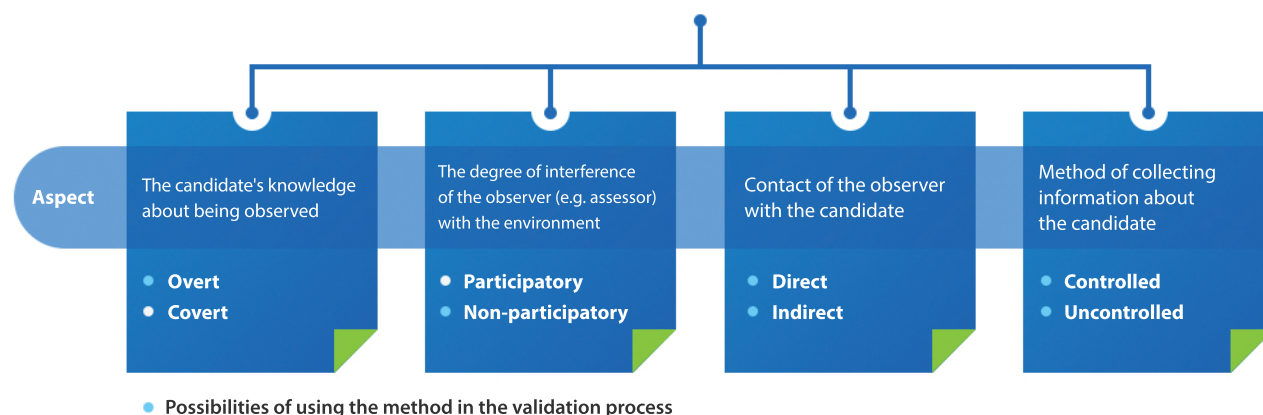 Aspect
The candidate's knowledge
about being observed
Overt
Covert
The degree of interference
of the observer (e.g. assessor)
with the environment
Participatory
Non-participatory
Contact of the observer
with the candidate
Direct
Indirect
Method of collecting
information about
the candidate
Controlled
Uncontrolled
Possibilities of using the method in the validation process